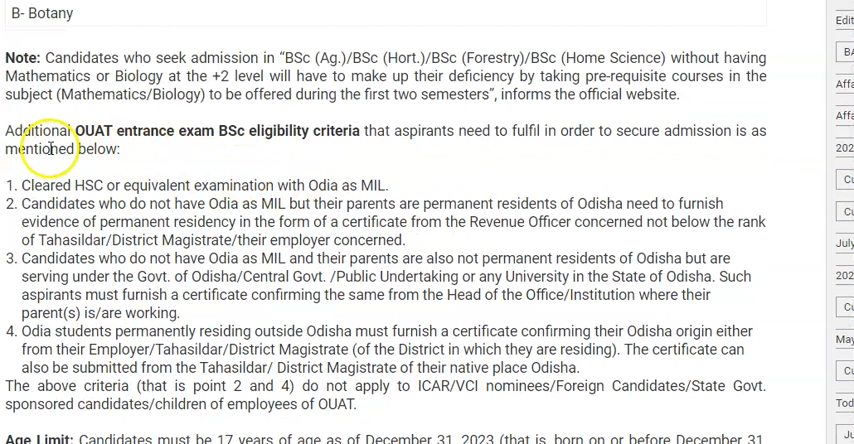 B- Botany
Note: Candidates who seek admission in “BSc (Ag.)/BSc (Hort.)/BSc (Forestry)/BSc (Home Science) without having
Mathematics or Biology at the +2 level will have to make up their deficiency by taking pre-requisite courses in the
subject (Mathematics/Biology) to be offered during the first two semesters”, informs the official website.
Additional OUAT entrance exam BSc eligibility criteria that aspirants need to fulfil in order to secure admission is as
mentioned below:
1. Cleared HSC or equivalent examination with Odia as MIL.
2. Candidates who do not have Odia as MIL but their parents are permanent residents of Odisha need to furnish
evidence of permanent residency in the form of a certificate from the Revenue Officer concerned not below the rank
of Tahasildar/District Magistrate/their employer concerned.
3. Candidates who do not have Odia as MIL and their parents are also not permanent residents of Odisha but are
serving under the Govt. of Odisha/Central Govt. /Public Undertaking or any University in the State of Odisha. Such
aspirants must furnish a certificate confirming the same from the Head of the Office/Institution where their
parent(s) is/are working.
4. Odia students permanently residing outside Odisha must furnish a certificate confirming their Odisha origin either
from their Employer/Tahasildar/District Magistrate (of the District in which they are residing). The certificate can
also be submitted from the Tahasildar/ District Magistrate of their native place Odisha.
The above criteria (that is point 2 and 4) do not apply to ICAR/VCI nominees/Foreign Candidates/State Govt.
sponsored candidates/children of employees of OUAT.
Age Limit: Candidates must be 17 years of age as of December 31, 2023 (that is, born on or before December 31,
Edit
BA
Affa
Affa
202
Cu
Cu
July
202
Cu
May
Cu
Tod
Ju